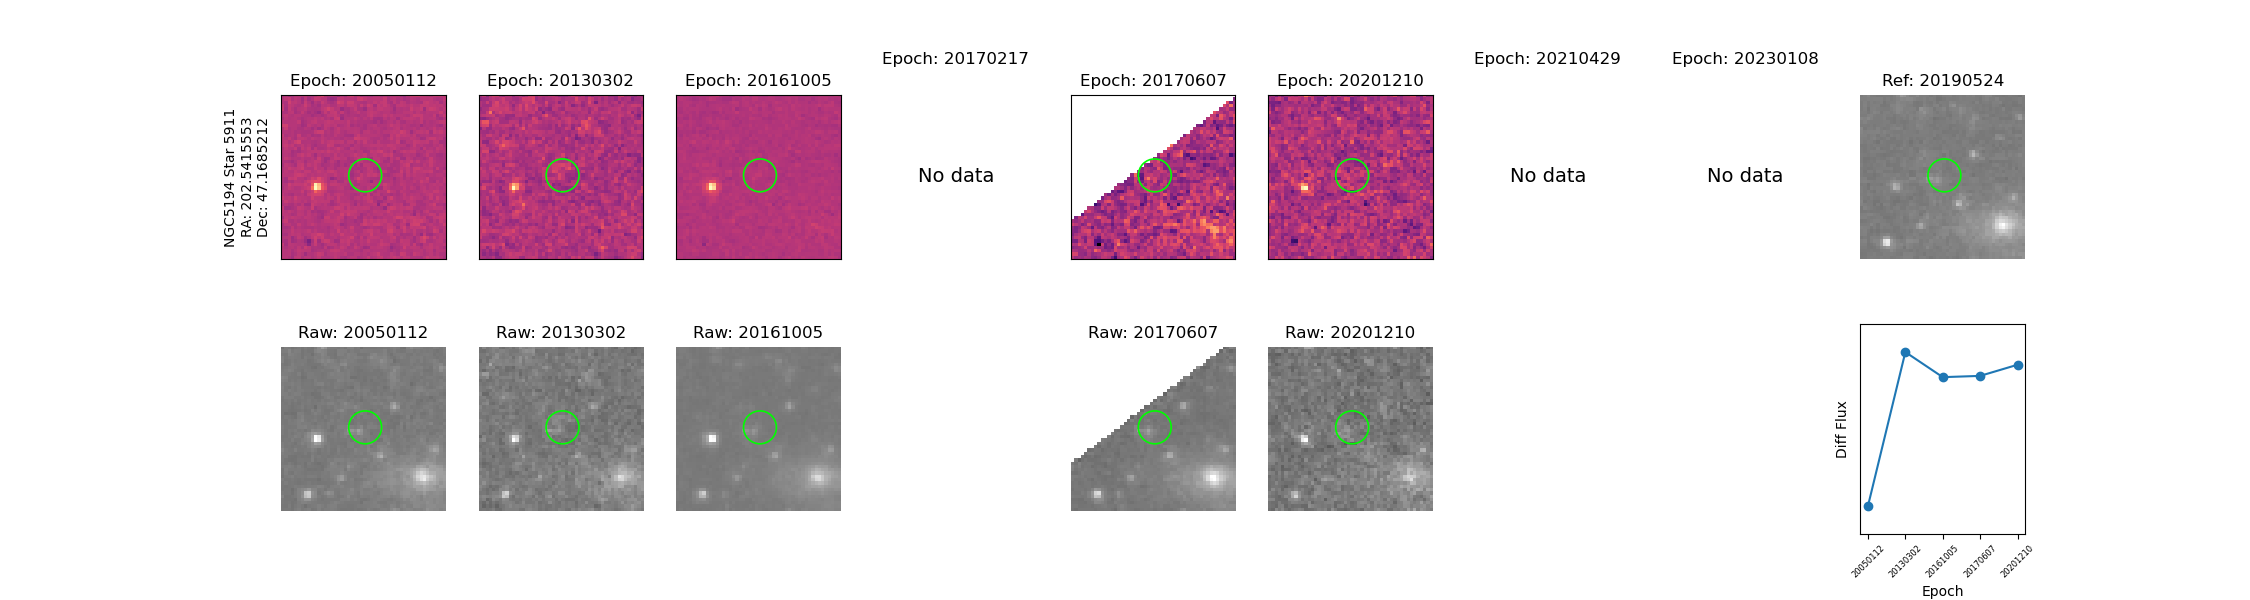 NGC5194 Star 5911
RA: 202.5415553
Dec: 47.1685212
Epoch: 20050112
Epoch: 20130302
Epoch: 20161005
Epoch: 20170217
No data
Epoch: 20170607
Epoch: 20201210
Epoch: 20210429
No data
Epoch: 20230108
No data
Ref: 20190524
Raw: 20050112
Raw: 20130302
Raw: 20161005
Raw: 20170607
Raw: 20201210
Diff Flux
20050112
20130302
20161005
20170607
20201210
Epoch